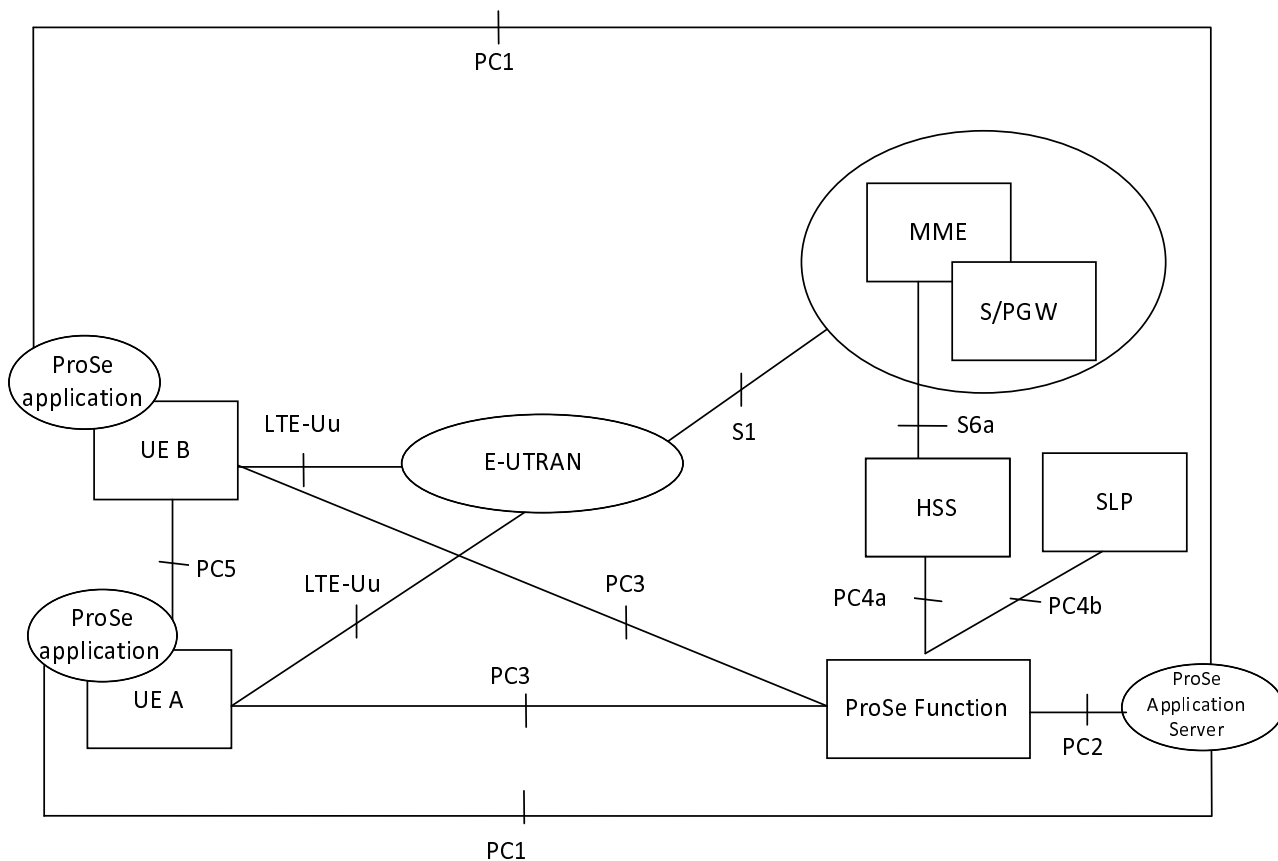 PC1
MME
S/PGW
ProSe
application
LTE-Uu
S1
S6a
UE B
E-UTRAN
HSS
SLP
PC5
LTE-Uu
PC3
PC4a
PC4b
ProSe
application
UE A
PC3
ProSe Function
ProSe
Application
Server
PC2
PC1